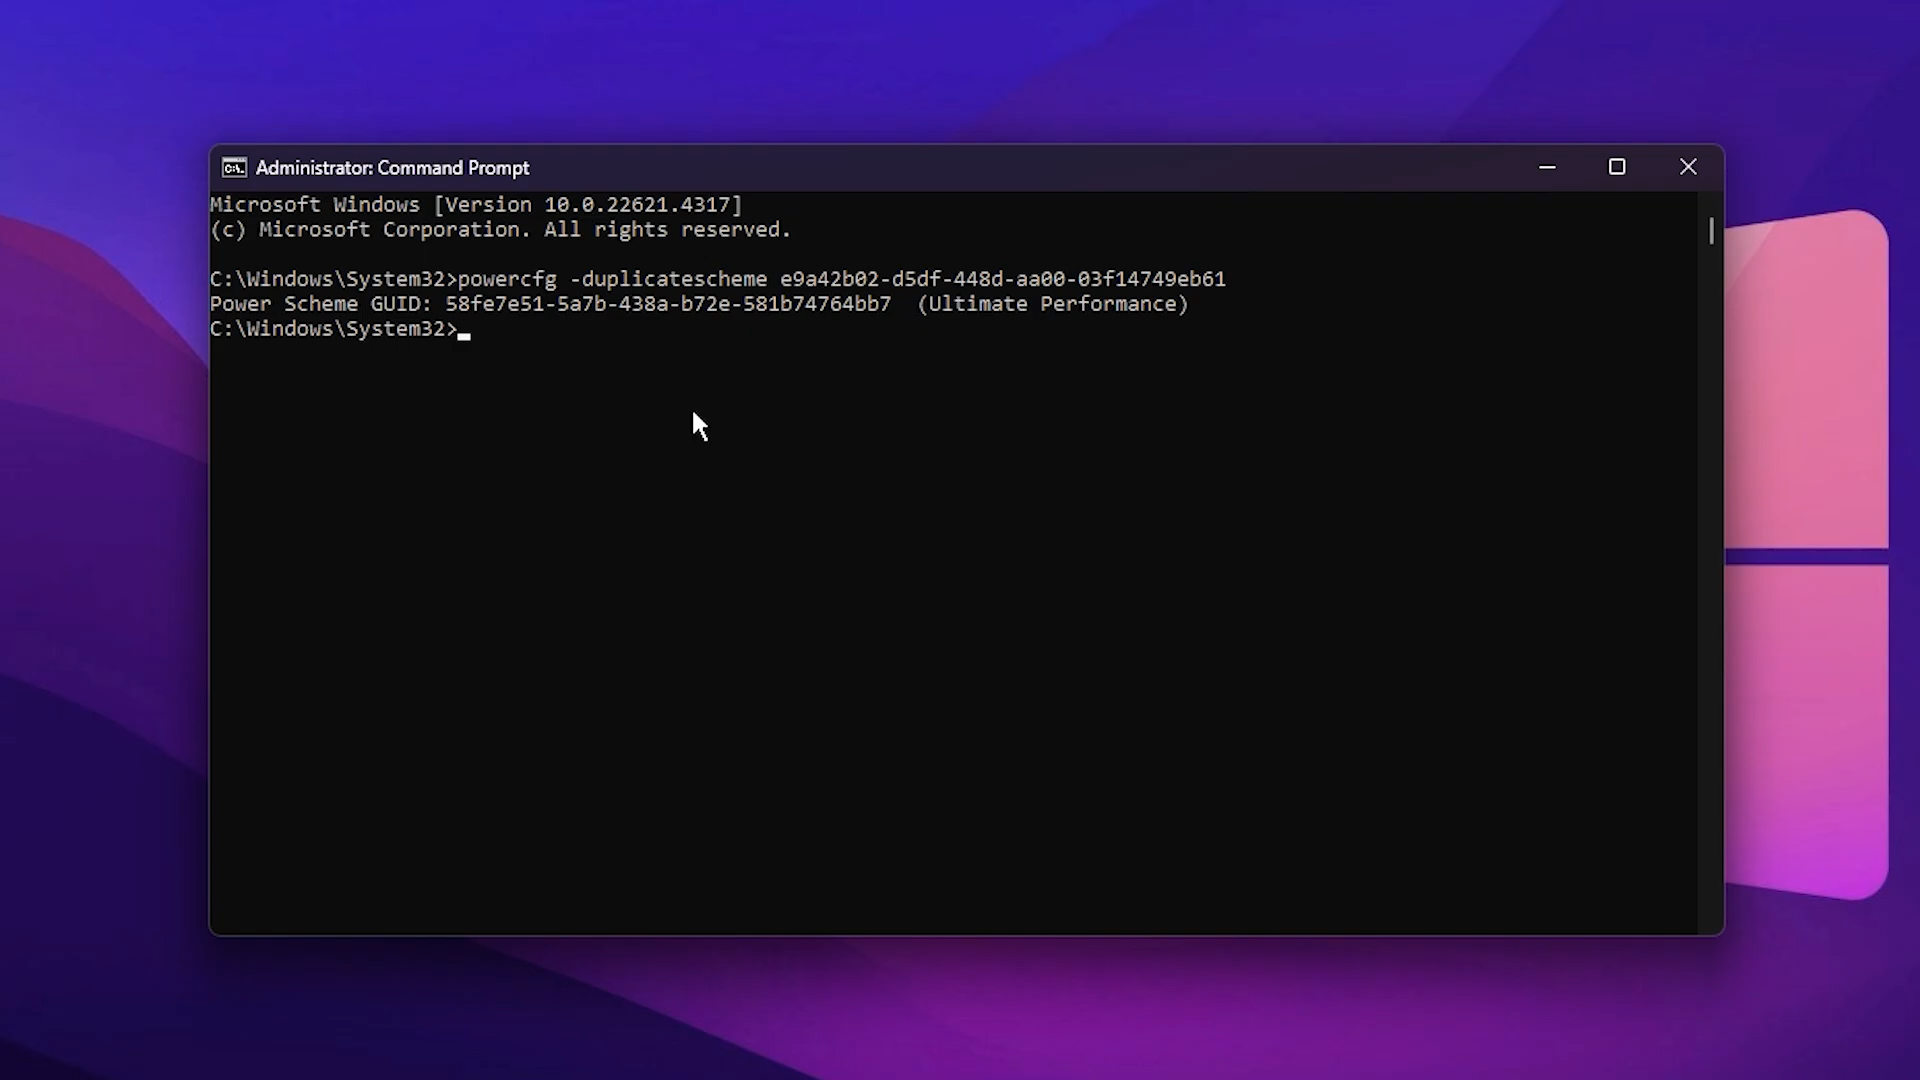 Administrator: Command Prompt
Microsoft Windows [Version 10.0.22621.4317]
(c) Microsoft Corporation. All rights reserved.
C:\Windows\System32>powercfg -duplicatescheme e9a42b02-d5df-448d-aa00-03f14749eb61
Power Scheme GUID: 58fe7e51-5a7b-438a-b72e-581b74764bb7  (Ultimate Performance)
C:\Windows\System32>